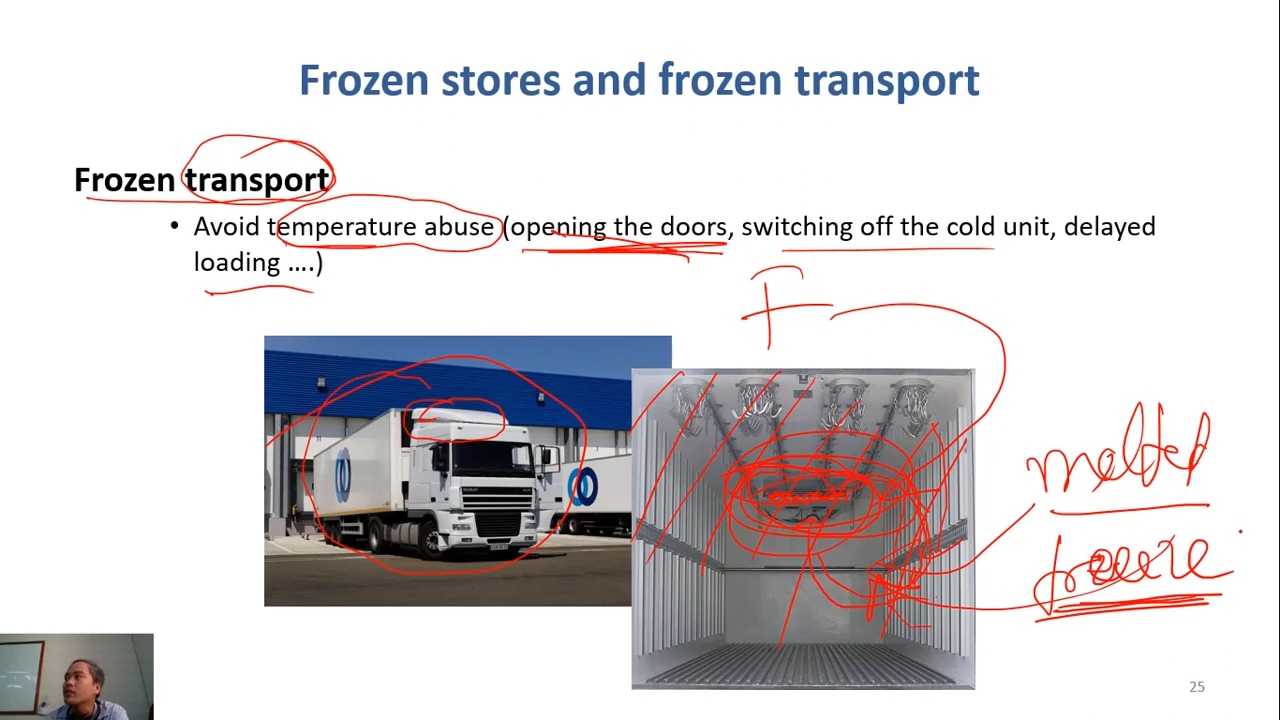 Frozen stores and frozen transport
Frozen transport
• Avoid temperature abuse (opening the doors, switching off the cold unit, delayed
loading ....)
F
melted
freeze
25